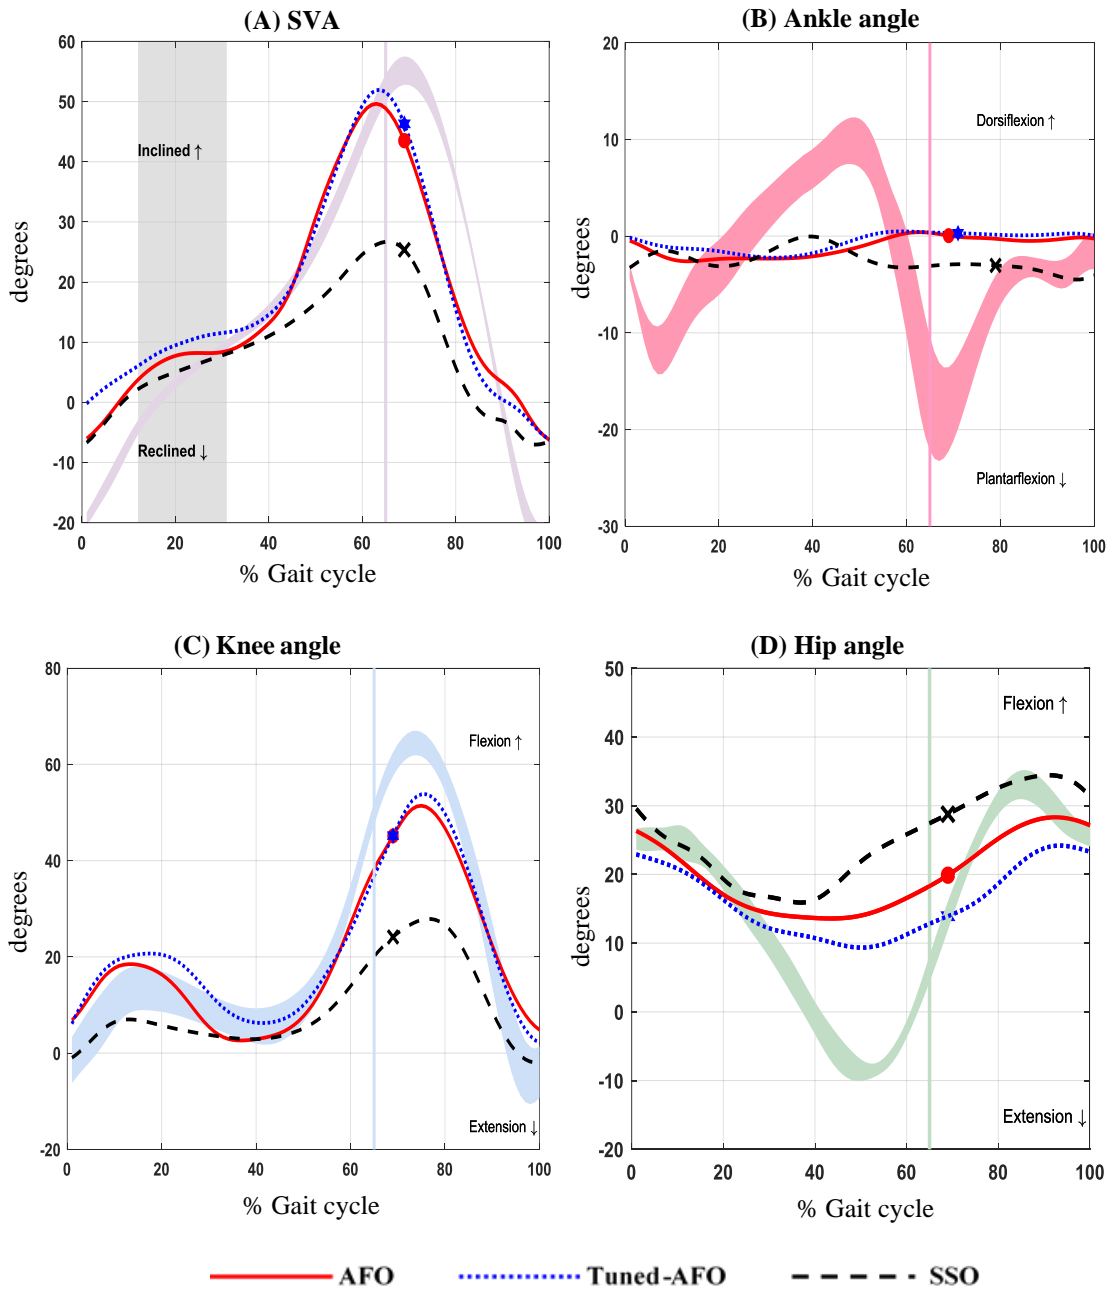 (A) SVA
60
50
40
30
20
10
0
-10
-20
degrees
Inclined ↑
Reclined ↓
0 20 40 60 80 100
% Gait cycle
(B) Ankle angle
20
10
0
-10
-20
-30
degrees
Dorsiflexion ↑
Plantarflexion ↓
0 20 40 60 80 100
% Gait cycle
(C) Knee angle
80
60
40
20
0
-20
degrees
Flexion ↑
Extension ↓
0 20 40 60 80 100
% Gait cycle
(D) Hip angle
50
40
30
20
10
0
-10
-20
degrees
Flexion ↑
Extension ↓
0 20 40 60 80 100
% Gait cycle
AFO Tuned-AFO SSO